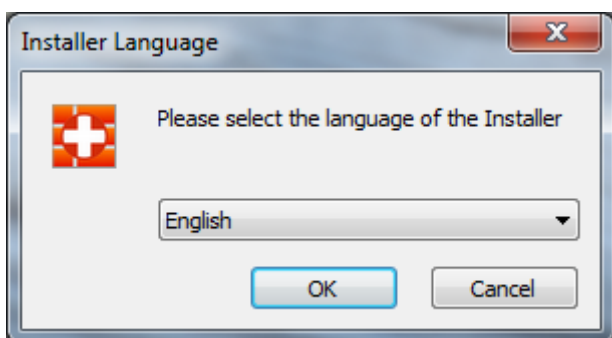 Installer Language
Please select the language of the Installer
English
OK
Cancel